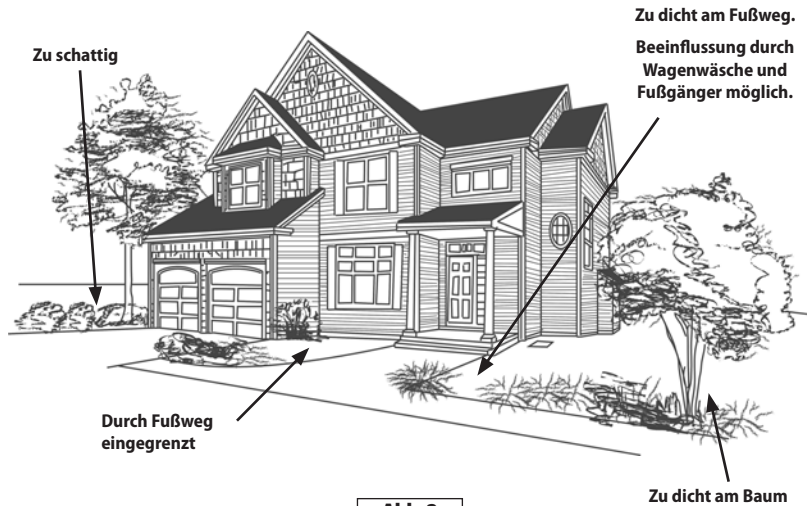 Zu schattig
Zu dicht am Fußweg.
Beeinflussung durch
Wagenwäsche und
Fußgänger möglich.
Durch Fußweg
eingegrenzt
Zu dicht am Baum